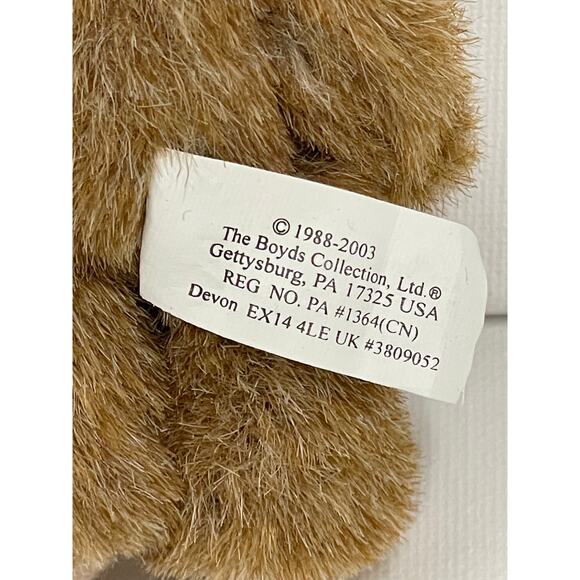 © 1988-2003
The Boyds Collection, Ltd.®
Gettysburg, PA 17325 USA
REG NO. PA #1364(CN)
Devon EX14 4LE UK #3809052